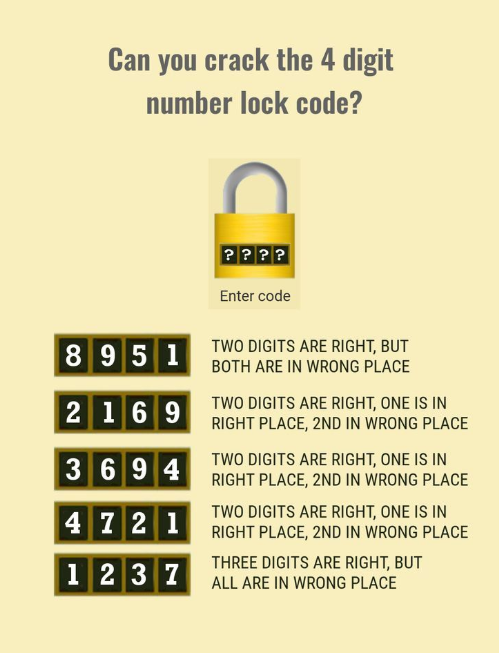 Can you crack the 4 digit
number lock code?
? ? ? ?
Enter code
8 9 5 1 TWO DIGITS ARE RIGHT, BUT
BOTH ARE IN WRONG PLACE
2 1 6 9 TWO DIGITS ARE RIGHT, ONE IS IN
RIGHT PLACE, 2ND IN WRONG PLACE
3 6 9 4 TWO DIGITS ARE RIGHT, ONE IS IN
RIGHT PLACE, 2ND IN WRONG PLACE
4 7 2 1 TWO DIGITS ARE RIGHT, ONE IS IN
RIGHT PLACE, 2ND IN WRONG PLACE
1 2 3 7 THREE DIGITS ARE RIGHT, BUT
ALL ARE IN WRONG PLACE